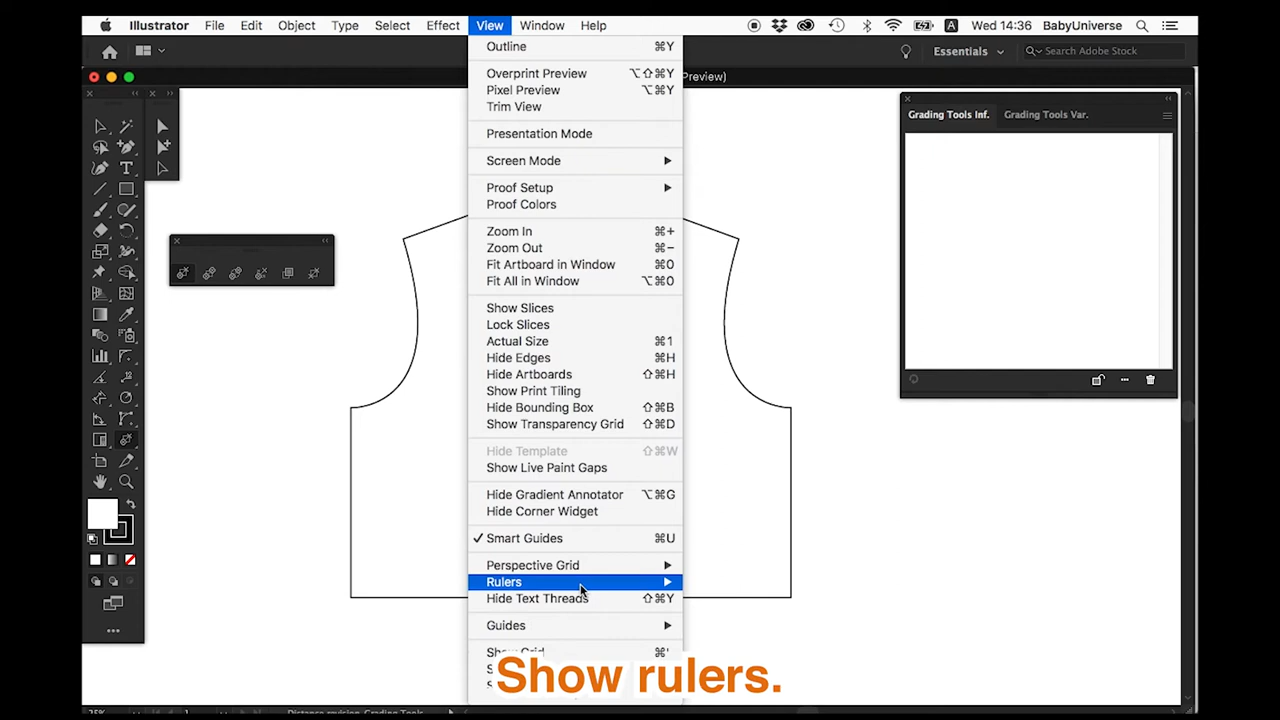 Illustrator File Edit Object Type Select Effect View Window Help A Wed 14:36 BabyUniverse
Essentials Search Adobe Stock
Preview)
Outline ⌘Y
Overprint Preview ⌥⇧⌘Y
Pixel Preview ⌥⌘Y
Trim View
Presentation Mode
Screen Mode
Proof Setup
Proof Colors
Zoom In ⌘+
Zoom Out ⌘−
Fit Artboard in Window ⌘0
Fit All in Window ⌥⌘0
Show Slices
Lock Slices
Actual Size ⌘1
Hide Edges ⌘H
Hide Artboards ⇧⌘H
Show Print Tiling
Hide Bounding Box ⇧⌘B
Show Transparency Grid ⇧⌘D
Hide Template ⇧⌘W
Show Live Paint Gaps
Hide Gradient Annotator ⌥⌘G
Hide Corner Widget
✓ Smart Guides ⌘U
Perspective Grid
Rulers
Hide Text Threads ⇧⌘Y
Guides
Grading Tools Inf. Grading Tools Var.
Show rulers.